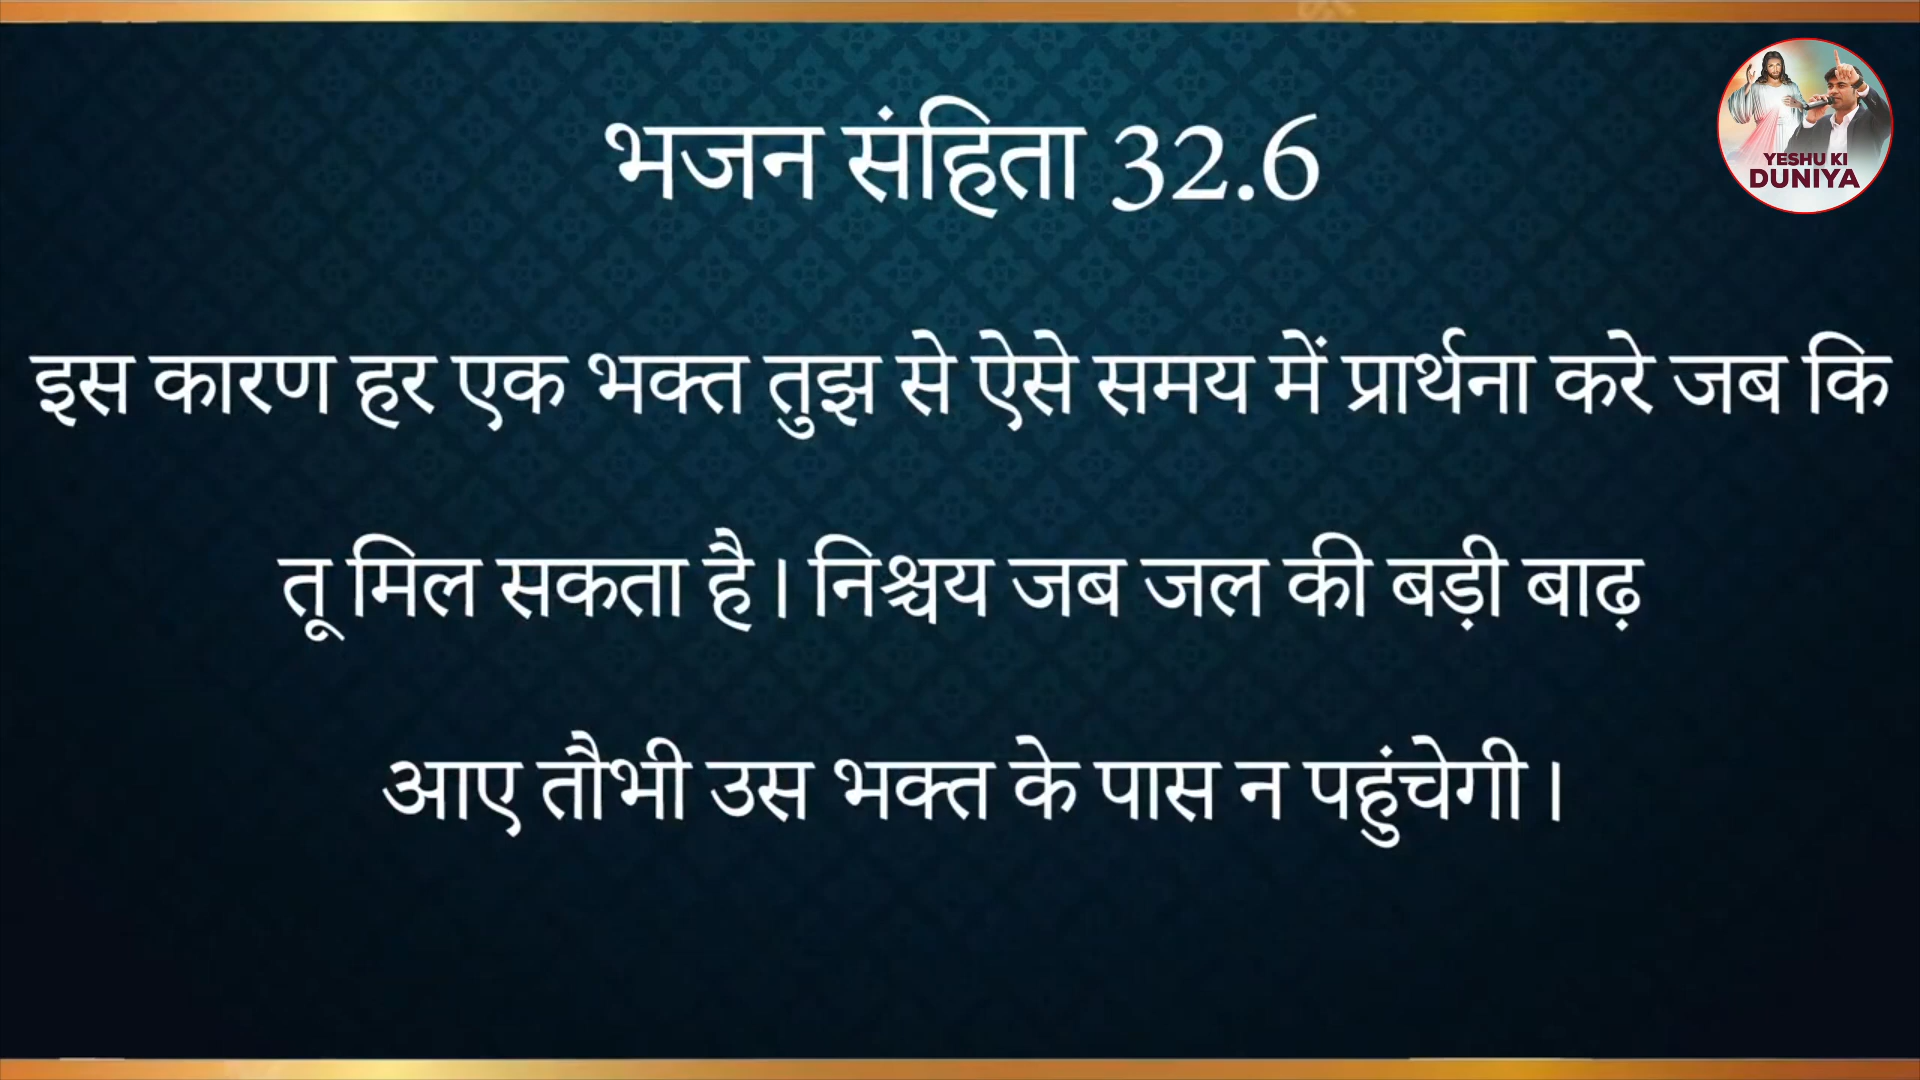 भजन संहिता 32.6
YESHU KI
DUNIYA
इस कारण हर एक भक्त तुझ से ऐसे समय में प्रार्थना करे जब कि
तू मिल सकता है। निश्चय जब जल की बड़ी बाढ़
आए तौभी उस भक्त के पास न पहुंचेगी।